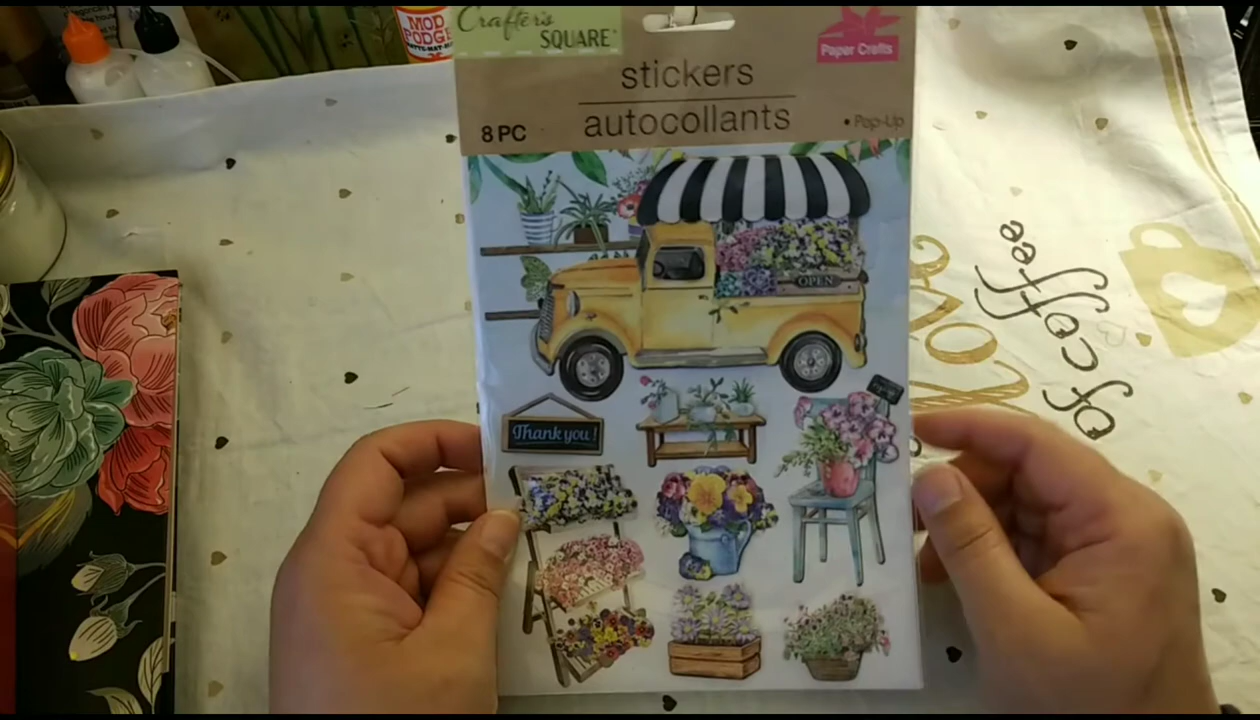 Crafter's
SQUARE
Paper Crafts
stickers
autocollants
8 PC
• Pop-Up
MOD
PODGE
OPEN
Thank you!
of coffee